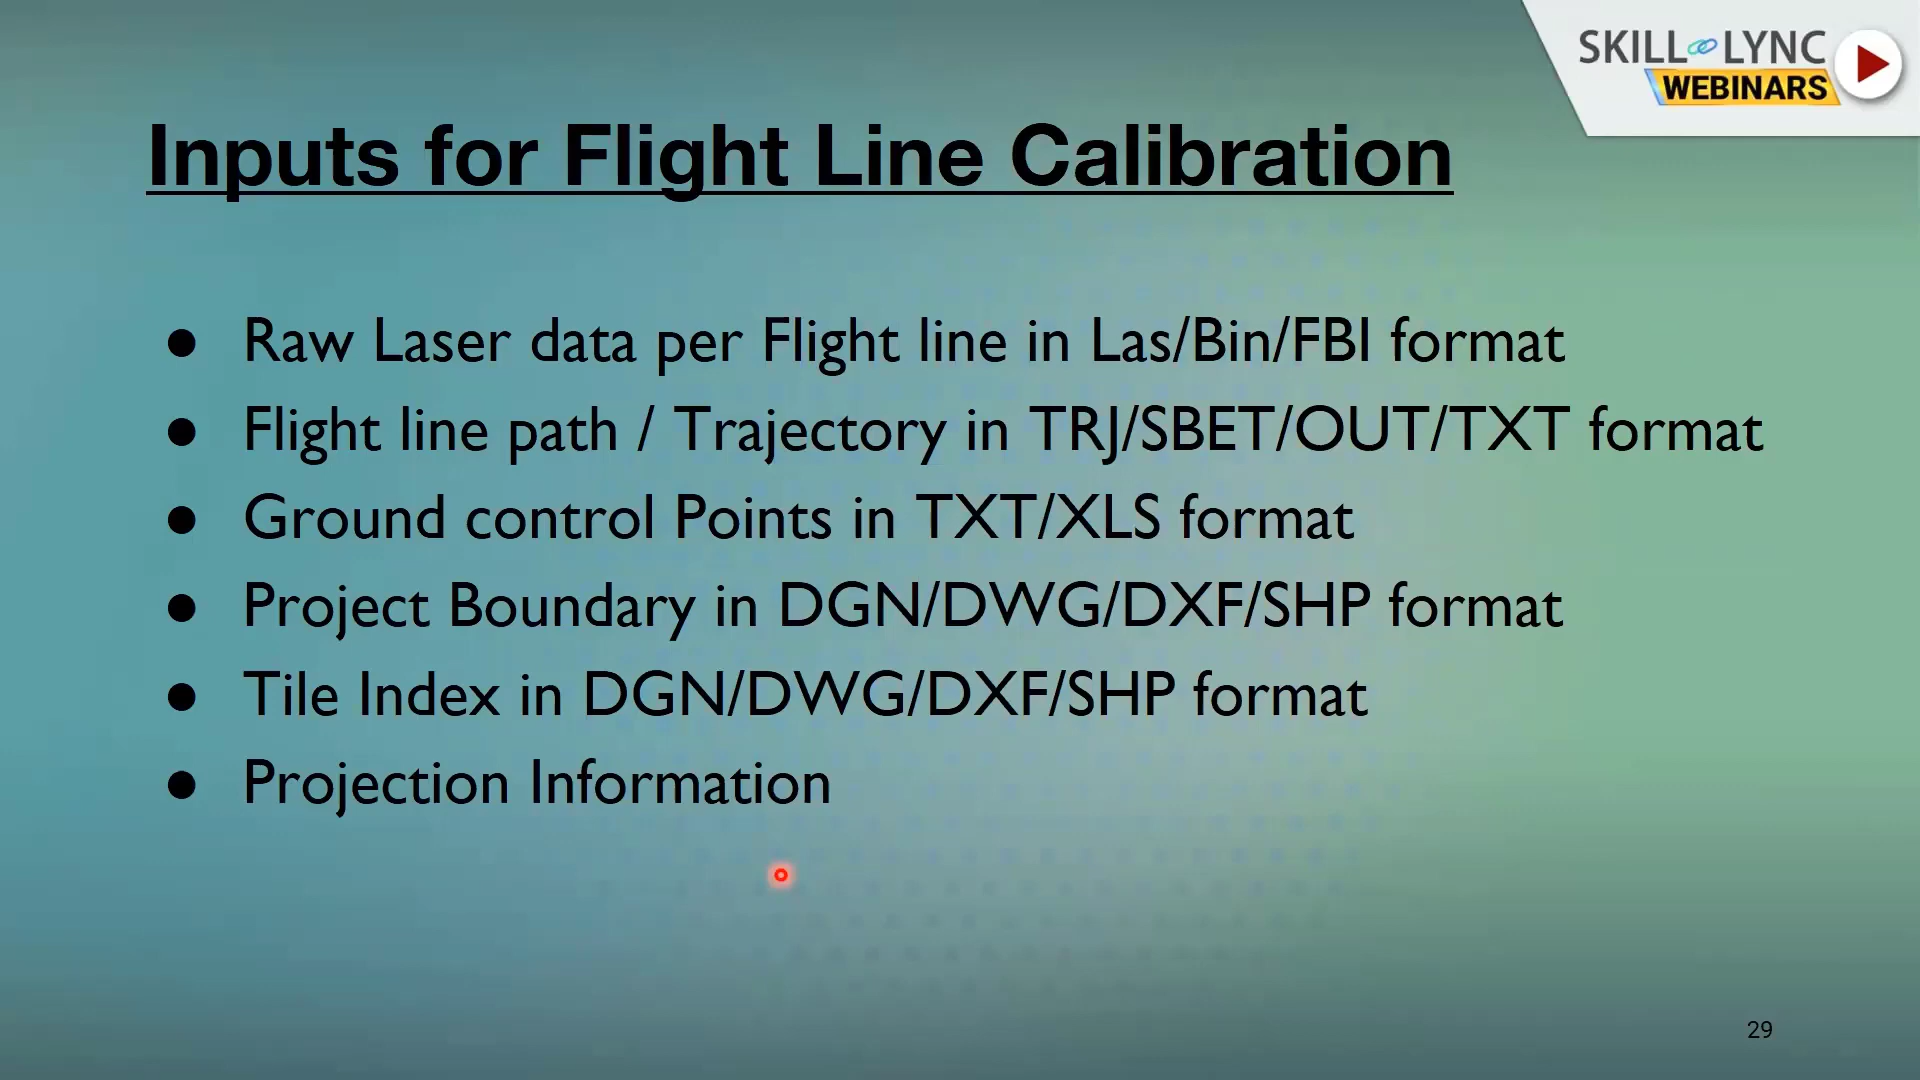 SKILL LYNC
WEBINARS
Inputs for Flight Line Calibration
● Raw Laser data per Flight line in Las/Bin/FBI format
● Flight line path / Trajectory in TRJ/SBET/OUT/TXT format
● Ground control Points in TXT/XLS format
● Project Boundary in DGN/DWG/DXF/SHP format
● Tile Index in DGN/DWG/DXF/SHP format
● Projection Information
29